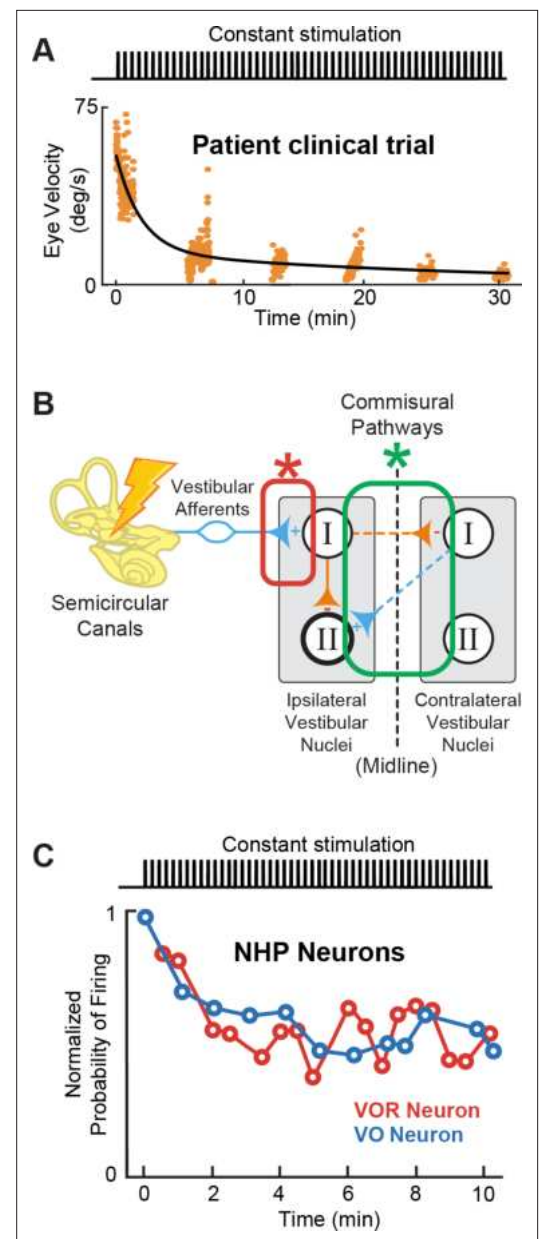 A
Constant stimulation
75
Patient clinical trial
Eye Velocity
(deg/s)
0
0 10 20 30
Time (min)
B
Commisural
Pathways
*
*
Vestibular
Afferents
+ I - I
Semicircular
Canals
- +
II II
Ipsilateral
Vestibular
Nuclei
Contralateral
Vestibular
Nuclei
(Midline)
C
Constant stimulation
1
NHP Neurons
Normalized
Probability of Firing
VOR Neuron
VO Neuron
0
0 2 4 6 8 10
Time (min)